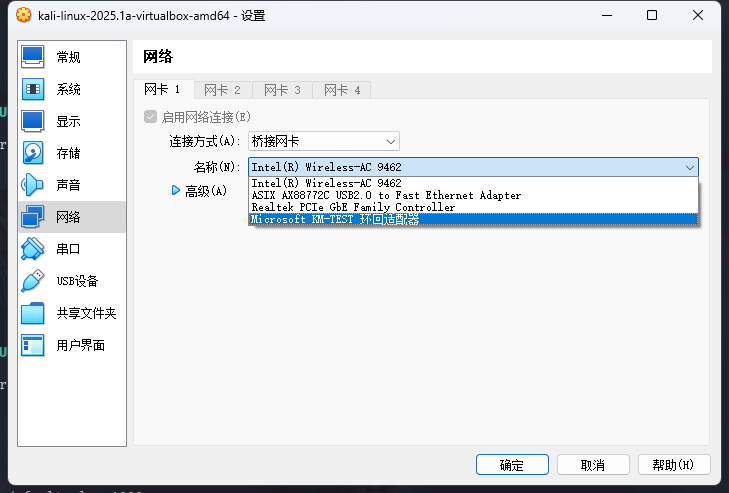 kali-linux-2025.1a-virtualbox-amd64 - 设置
常规
系统
显示
存储
声音
网络
串口
USB设备
共享文件夹
用户界面
网络
网卡 1
网卡 2
网卡 3
网卡 4
启用网络连接(E)
连接方式(A): 桥接网卡
名称(N): Intel(R) Wireless-AC 9462
Intel(R) Wireless-AC 9462
ASIX AX88772C USB2.0 to Fast Ethernet Adapter
Realtek PCIe GbE Family Controller
Microsoft KM-TEST 环回适配器
高级(A)
确定
取消
帮助(H)